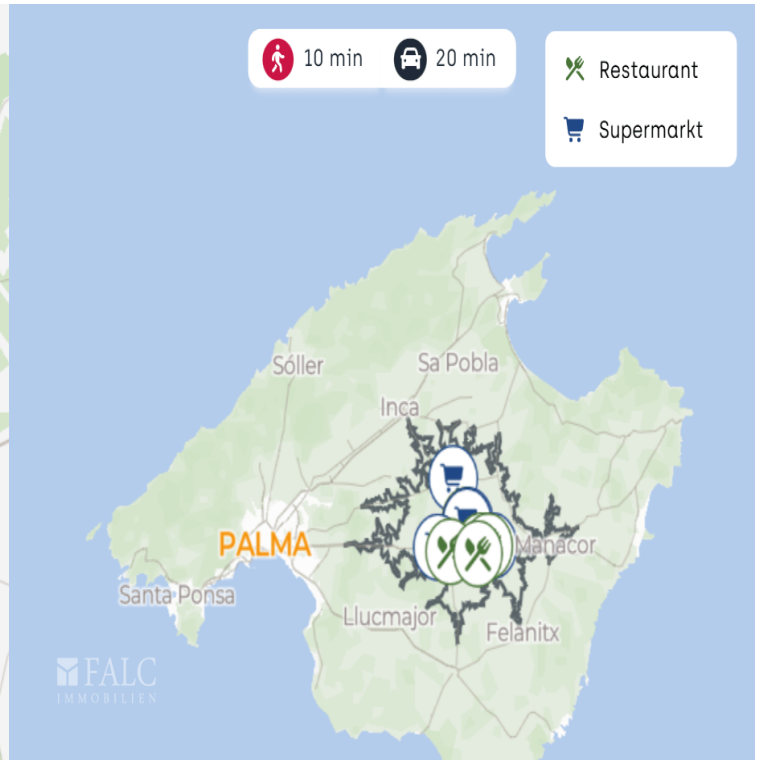 10 min
20 min
Restaurant
Supermarkt
Sóller
Sa Pobla
Inca
PALMA
Manacor
Santa Ponsa
Llucmajor
Felanitx
FALC
IMMOBILIEN